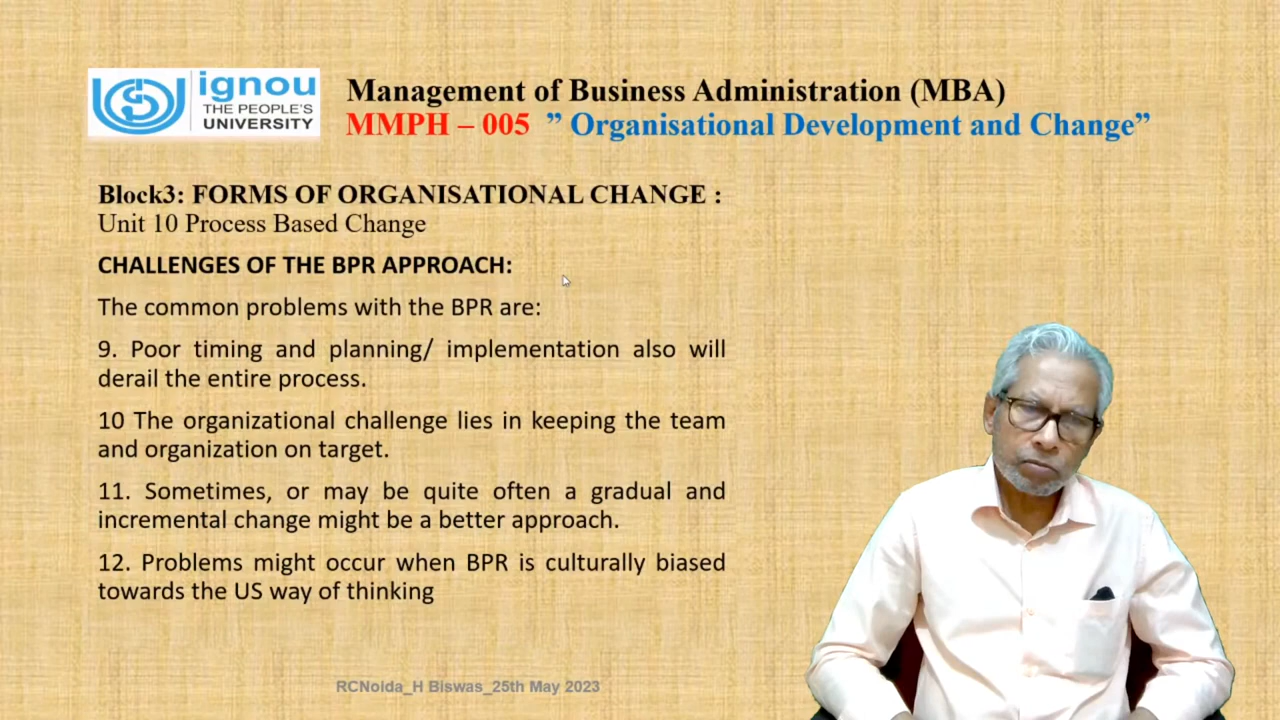 ignou
THE PEOPLE'S
UNIVERSITY
Management of Business Administration (MBA)
MMPH – 005 ” Organisational Development and Change”
Block3: FORMS OF ORGANISATIONAL CHANGE :
Unit 10 Process Based Change
CHALLENGES OF THE BPR APPROACH:
The common problems with the BPR are:
9. Poor timing and planning/ implementation also will
derail the entire process.
10 The organizational challenge lies in keeping the team
and organization on target.
11. Sometimes, or may be quite often a gradual and
incremental change might be a better approach.
12. Problems might occur when BPR is culturally biased
towards the US way of thinking
RCNoida_H Biswas_25th May 2023